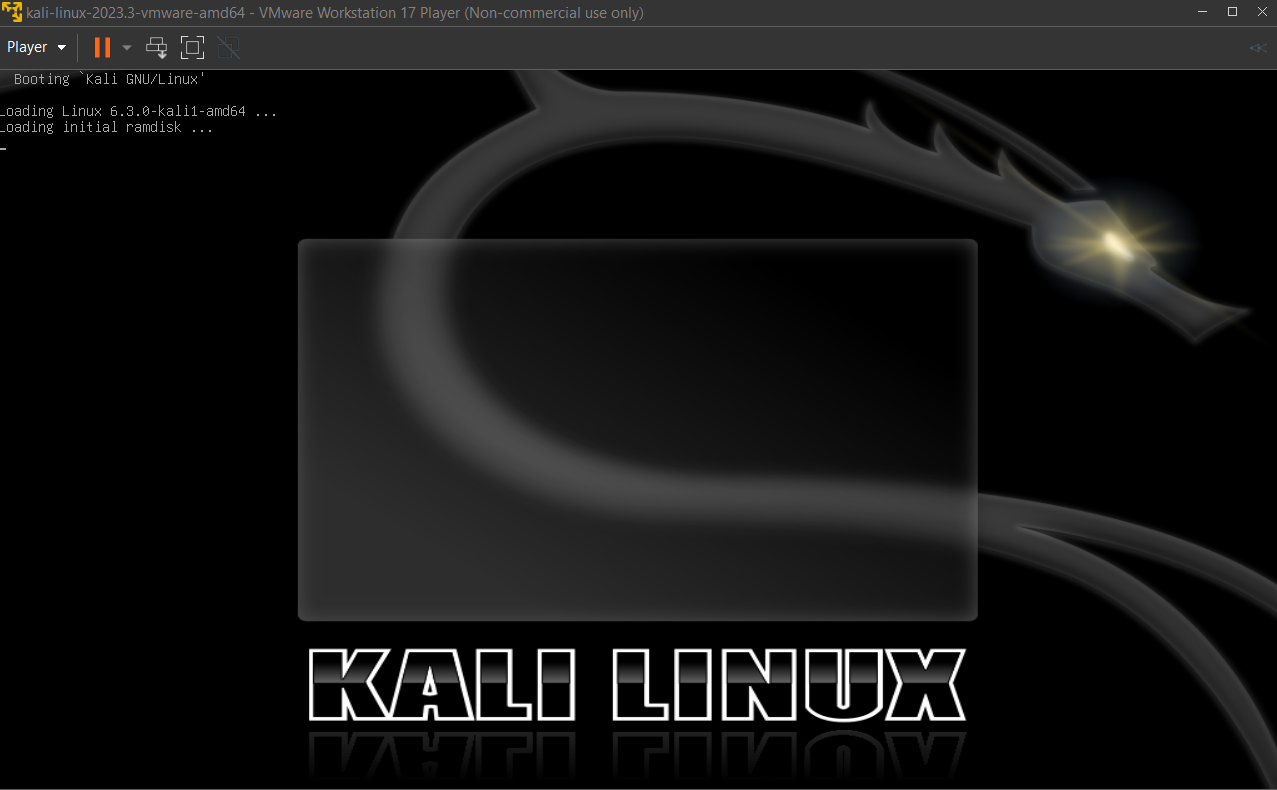 kali-linux-2023.3-vmware-amd64 - VMware Workstation 17 Player (Non-commercial use only)
Player
Booting `Kali GNU/Linux'
Loading Linux 6.3.0-kali1-amd64 ...
Loading initial ramdisk ...
KALI LINUX